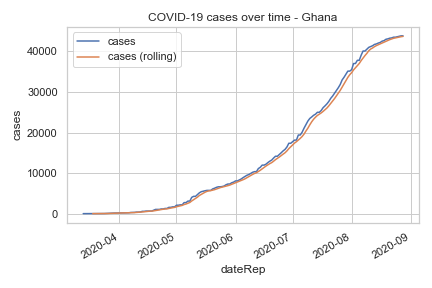 COVID-19 cases over time - Ghana
cases
cases (rolling)
40000
30000
20000
10000
0
cases
2020-04
2020-05
2020-06
2020-07
2020-08
2020-09
dateRep